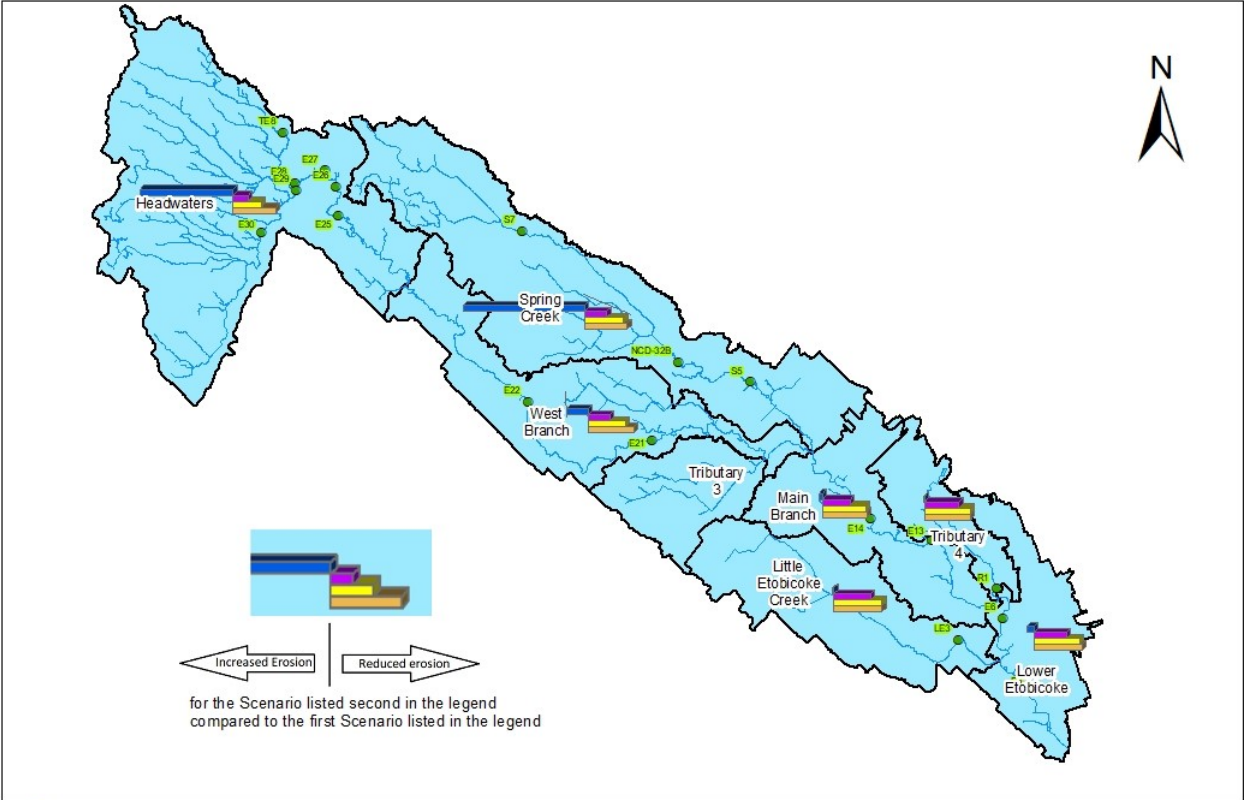 N
TE8
E27
E28
E26
E29
Headwaters
E30
E25
S7
Spring
Creek
NCD-32B
S5
E22
West
Branch
E21
Tributary
3
Main
Branch
E14
E13
Tributary
4
Little
Etobicoke
Creek
R1
E6
LE3
Lower
Etobicoke
Increased Erosion
Reduced erosion
for the Scenario listed second in the legend
compared to the first Scenario listed in the legend